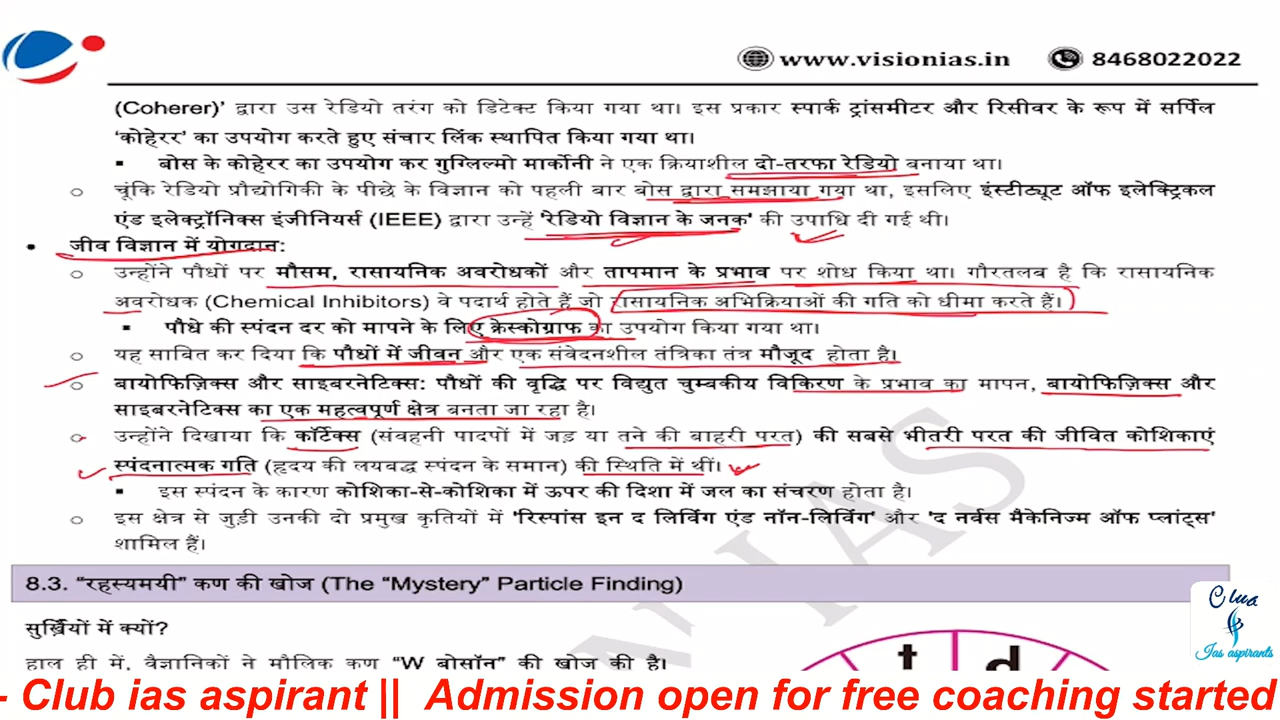 www.visionias.in 8468022022
(Coherer)' द्वारा उस रेडियो तरंग को डिटेक्ट किया गया था। इस प्रकार स्पार्क ट्रांसमीटर और रिसीवर के रूप में सर्पिल
'कोहेरर' का उपयोग करते हुए संचार लिंक स्थापित किया गया था।
▪ बोस के कोहेरर का उपयोग कर गुग्लिल्मो मार्कोनी ने एक क्रियाशील दो-तरफा रेडियो बनाया था।
○ चूंकि रेडियो प्रौद्योगिकी के पीछे के विज्ञान को पहली बार बोस द्वारा समझाया गया था, इसलिए इंस्टीट्यूट ऑफ इलेक्ट्रिकल
एंड इलेक्ट्रॉनिक्स इंजीनियर्स (IEEE) द्वारा उन्हें 'रेडियो विज्ञान के जनक' की उपाधि दी गई थी।
• जीव विज्ञान में योगदान:
○ उन्होंने पौधों पर मौसम, रासायनिक अवरोधकों और तापमान के प्रभाव पर शोध किया था। गौरतलब है कि रासायनिक
अवरोधक (Chemical Inhibitors) वे पदार्थ होते हैं जो रासायनिक अभिक्रियाओं की गति को धीमा करते हैं।
▪ पौधे की स्पंदन दर को मापने के लिए क्रेस्कोग्राफ का उपयोग किया गया था।
○ यह साबित कर दिया कि पौधों में जीवन और एक संवेदनशील तंत्रिका तंत्र मौजूद होता है।
○ बायोफिज़िक्स और साइबरनेटिक्स: पौधों की वृद्धि पर विद्युत चुम्बकीय विकिरण के प्रभाव का मापन, बायोफिज़िक्स और
साइबरनेटिक्स का एक महत्वपूर्ण क्षेत्र बनता जा रहा है।
○ उन्होंने दिखाया कि कॉर्टेक्स (संवहनी पादपों में जड़ या तने की बाहरी परत) की सबसे भीतरी परत की जीवित कोशिकाएं
स्पंदनात्मक गति (हृदय की लयबद्ध स्पंदन के समान) की स्थिति में थीं।
▪ इस स्पंदन के कारण कोशिका-से-कोशिका में ऊपर की दिशा में जल का संचरण होता है।
○ इस क्षेत्र से जुड़ी उनकी दो प्रमुख कृतियों में 'रिस्पांस इन द लिविंग एंड नॉन-लिविंग' और 'द नर्वस मैकेनिज्म ऑफ प्लांट्स'
शामिल हैं।
8.3. "रहस्यमयी" कण की खोज (The "Mystery" Particle Finding)
सुर्ख़ियों में क्यों?
हाल ही में, वैज्ञानिकों ने मौलिक कण "W बोसॉन" की खोज की है।
t d
Club
Ias aspirants
- Club ias aspirant || Admission open for free coaching started